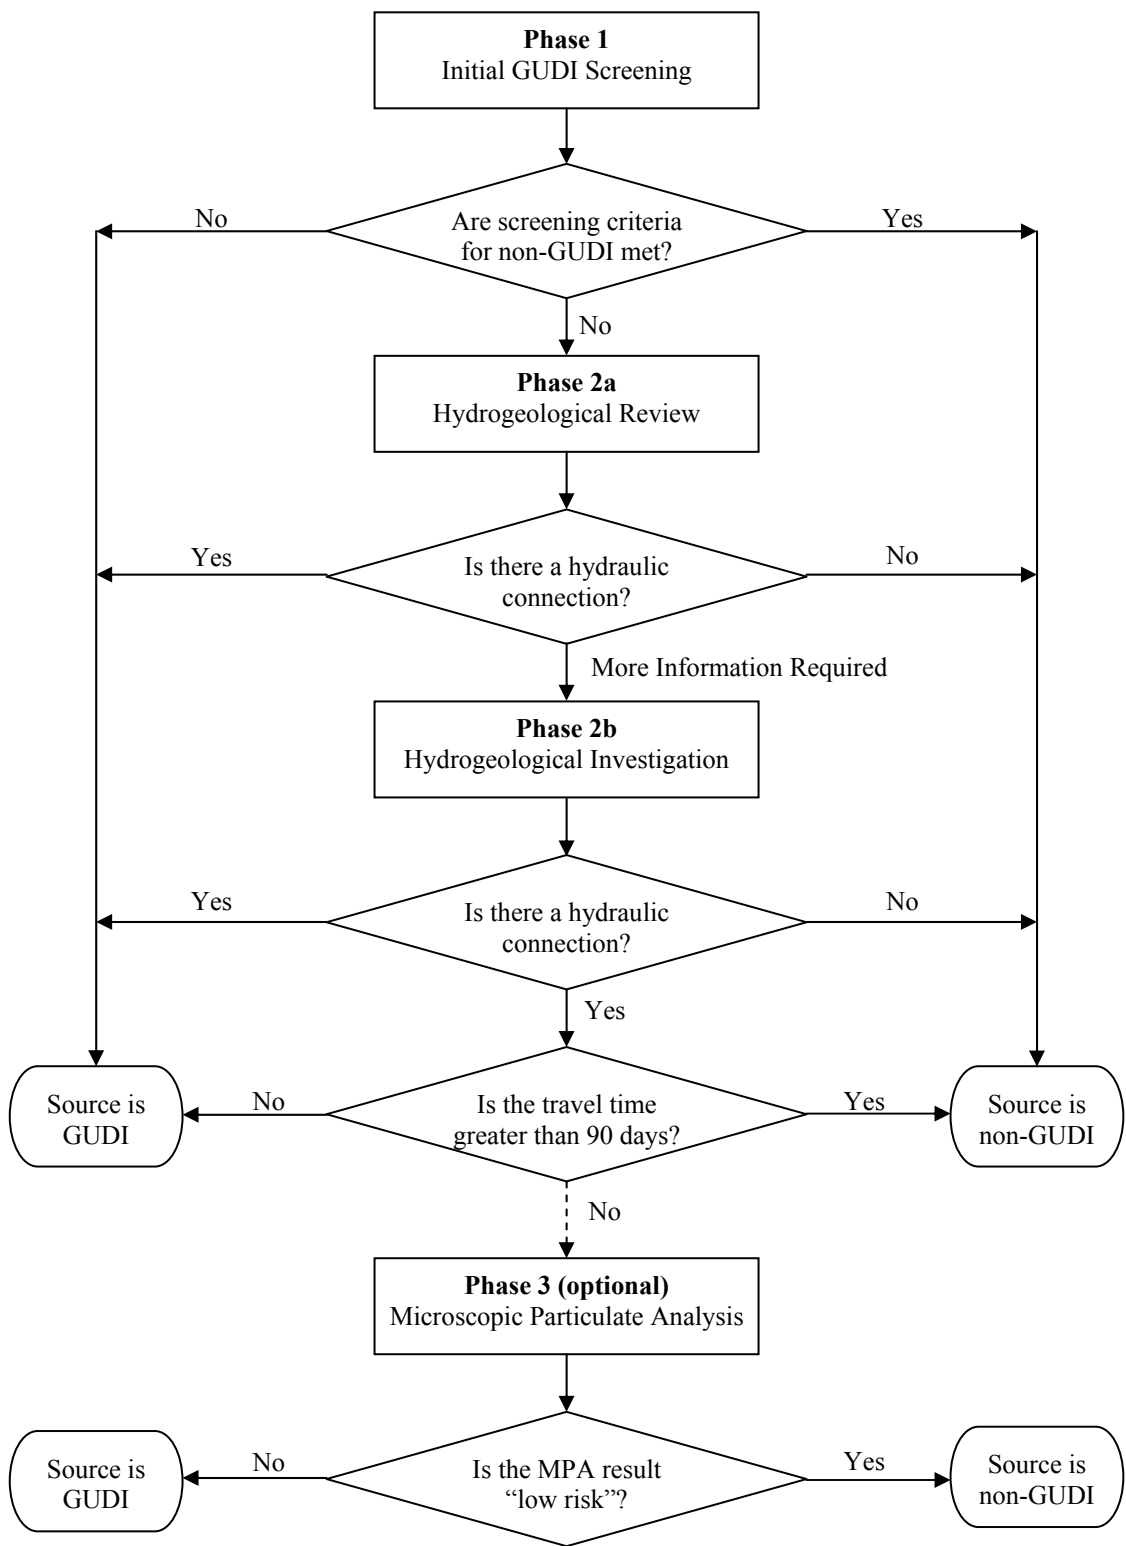 Phase 1
Initial GUDI Screening
No
Are screening criteria
for non-GUDI met?
Yes
No
Phase 2a
Hydrogeological Review
Yes
Is there a hydraulic
connection?
No
More Information Required
Phase 2b
Hydrogeological Investigation
Yes
Is there a hydraulic
connection?
No
Yes
Source is
GUDI
No
Is the travel time
greater than 90 days?
Yes
Source is
non-GUDI
No
Phase 3 (optional)
Microscopic Particulate Analysis
Source is
GUDI
No
Is the MPA result
“low risk”?
Yes
Source is
non-GUDI